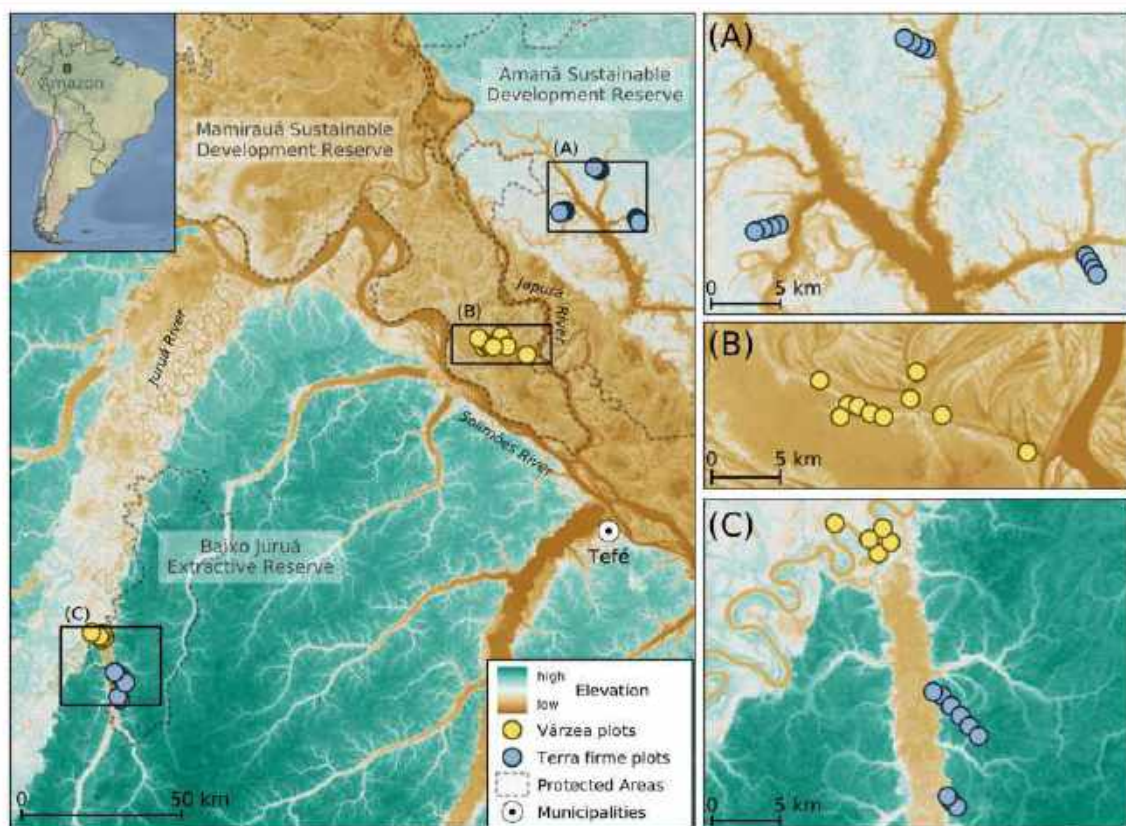 Amazon
Mamirauá Sustainable
Development Reserve
Amanã Sustainable
Development Reserve
(A)
Juruá River
Japurá
River
(B)
Soimões River
Baixo Juruá
Extractive Reserve
Tefé
(C)
0 50 km
high
low
Elevation
Várzea plots
Terra firme plots
Protected Areas
Municipalities
(A)
0 5 km
(B)
0 5 km
(C)
0 5 km